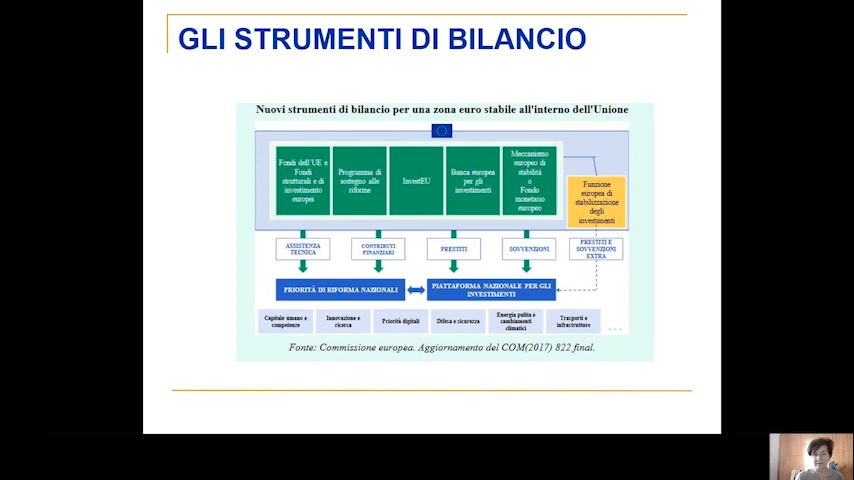 GLI STRUMENTI DI BILANCIO
Nuovi strumenti di bilancio per una zona euro stabile all'interno dell'Unione
Fondi dell'UE e
Fondi
strutturali e di
investimento
europei
Programma di
sostegno alle
riforme
InvestEU
Banca europea
per gli
investimenti
Meccanismo
europeo di
stabilità
o
Fondo
monetario
europeo
Funzione
europea di
stabilizzazione
degli
investimenti
ASSISTENZA
TECNICA
CONTRIBUTI
FINANZIARI
PRESTITI
SOVVENZIONI
PRESTITI E
SOVVENZIONI
EXTRA
PRIORITÀ DI RIFORMA NAZIONALI
PIATTAFORMA NAZIONALE PER GLI
INVESTIMENTI
Capitale umano e
competenze
Innovazione e
ricerca
Priorità digitali
Difesa e sicurezza
Energia pulita e
cambiamenti
climatici
Trasporti e
infrastrutture
Fonte: Commissione europea. Aggiornamento del COM(2017) 822 final.